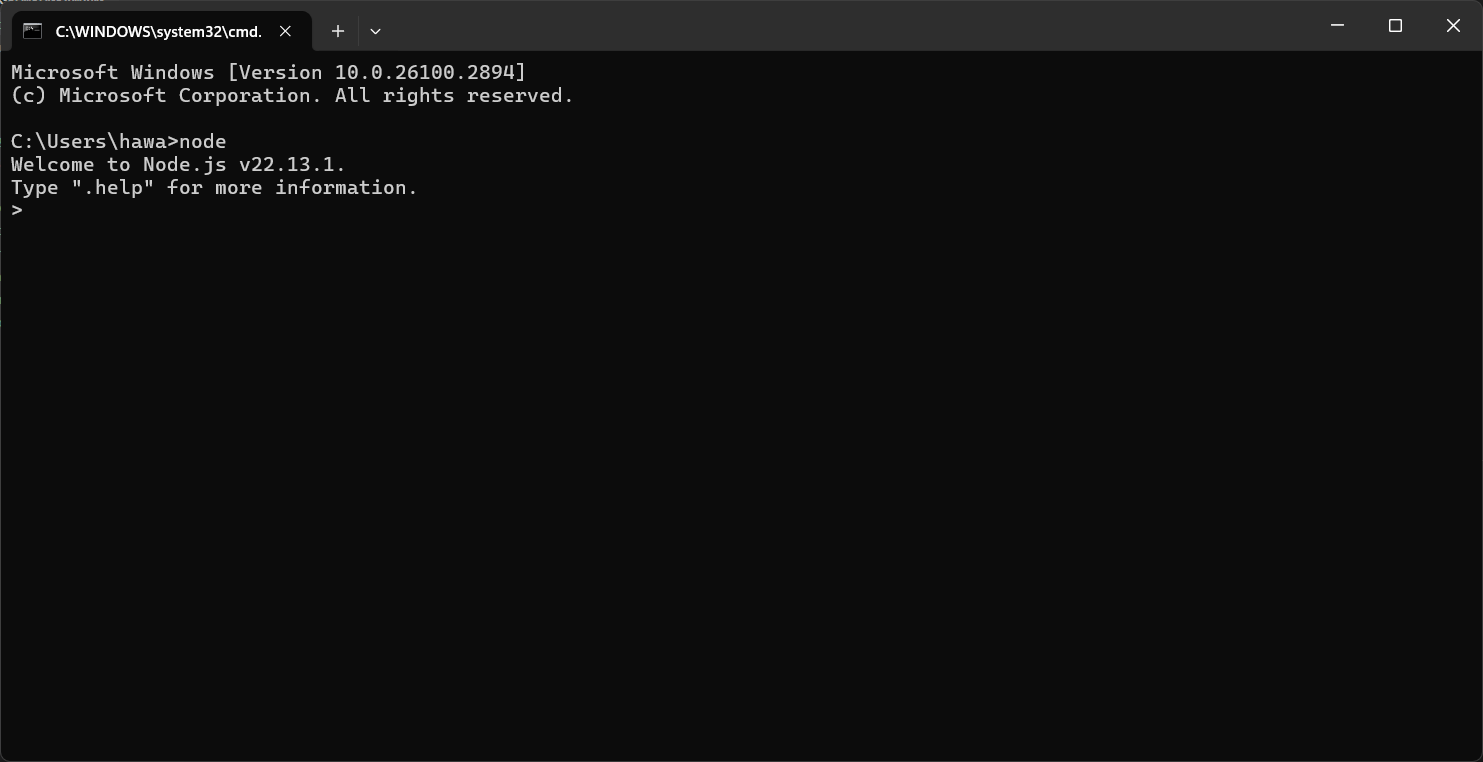 C:\WINDOWS\system32\cmd.
Microsoft Windows [Version 10.0.26100.2894]
(c) Microsoft Corporation. All rights reserved.
C:\Users\hawa>node
Welcome to Node.js v22.13.1.
Type ".help" for more information.
>